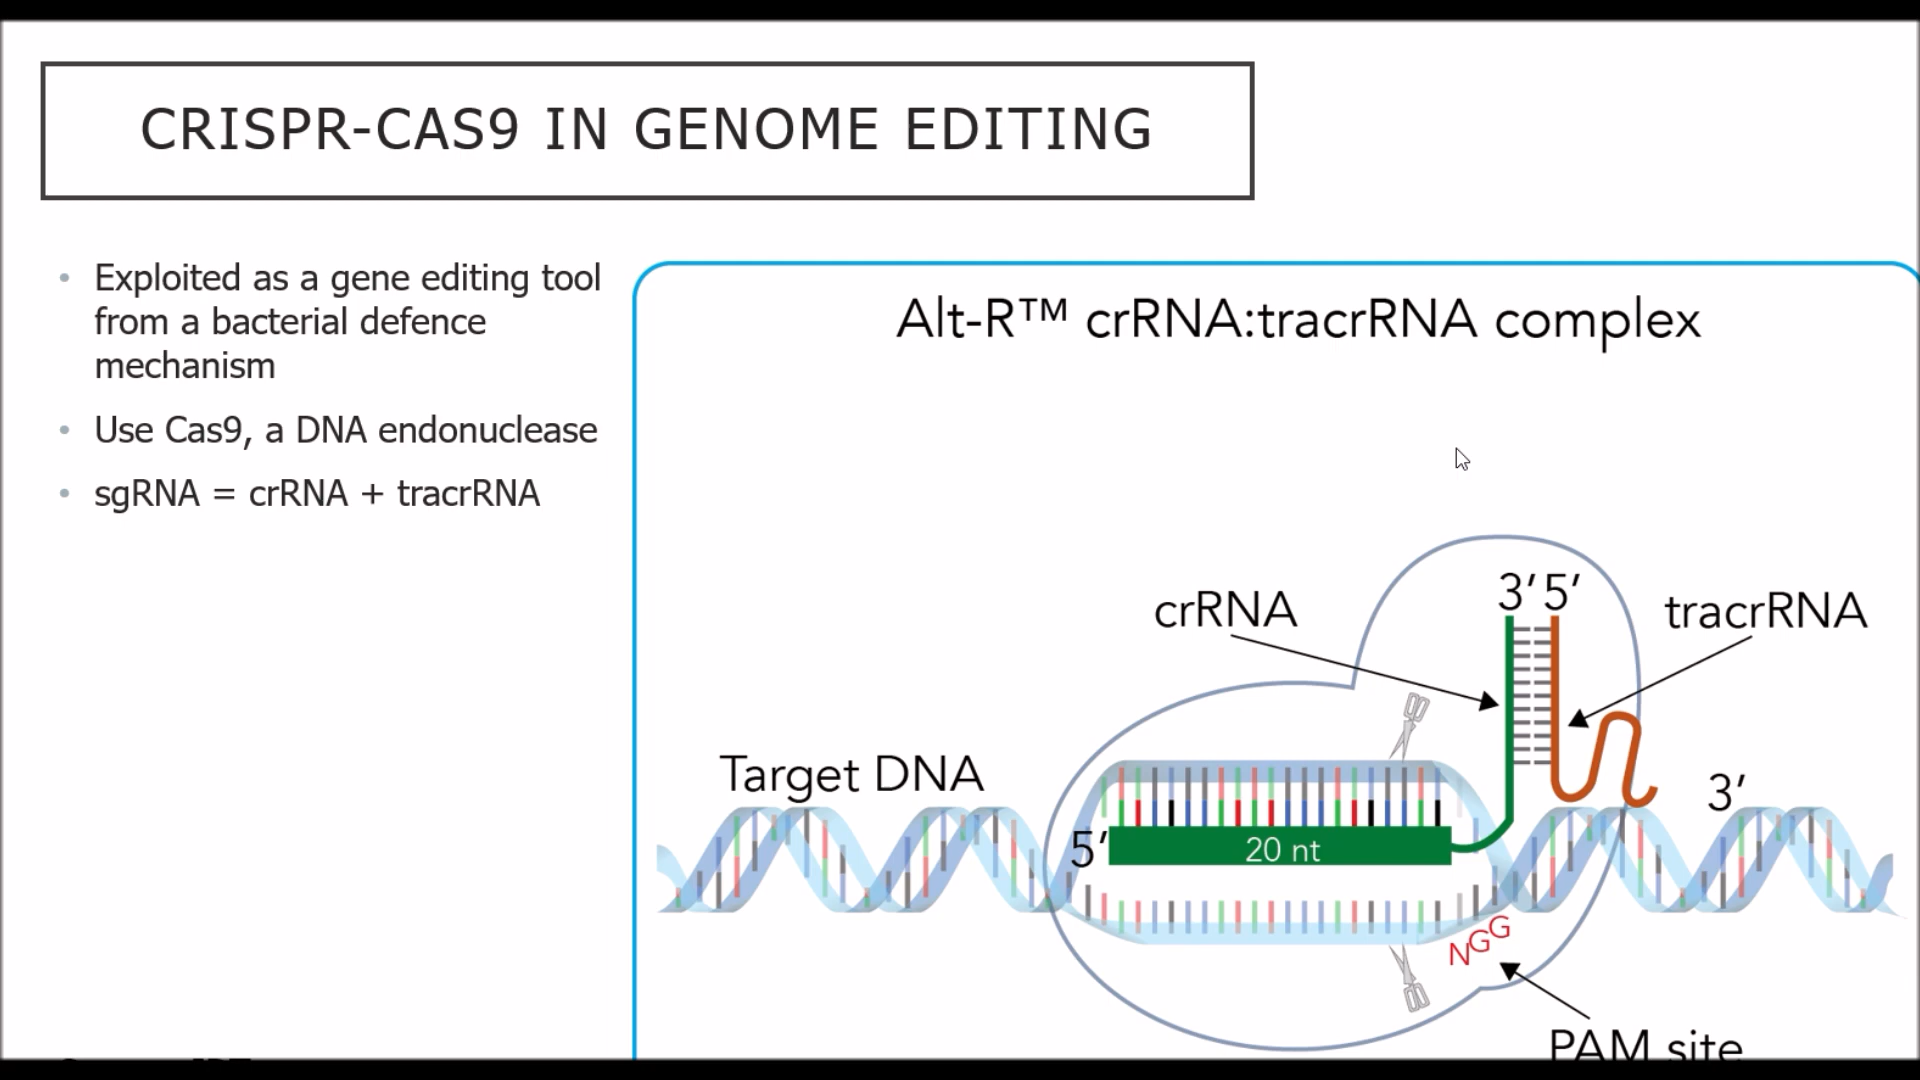 CRISPR-CAS9 IN GENOME EDITING
• Exploited as a gene editing tool
from a bacterial defence
mechanism
• Use Cas9, a DNA endonuclease
• sgRNA = crRNA + tracrRNA
Alt-R™ crRNA:tracrRNA complex
3′ 5′
crRNA
tracrRNA
Target DNA
3′
5′
20 nt
NGG
PAM site